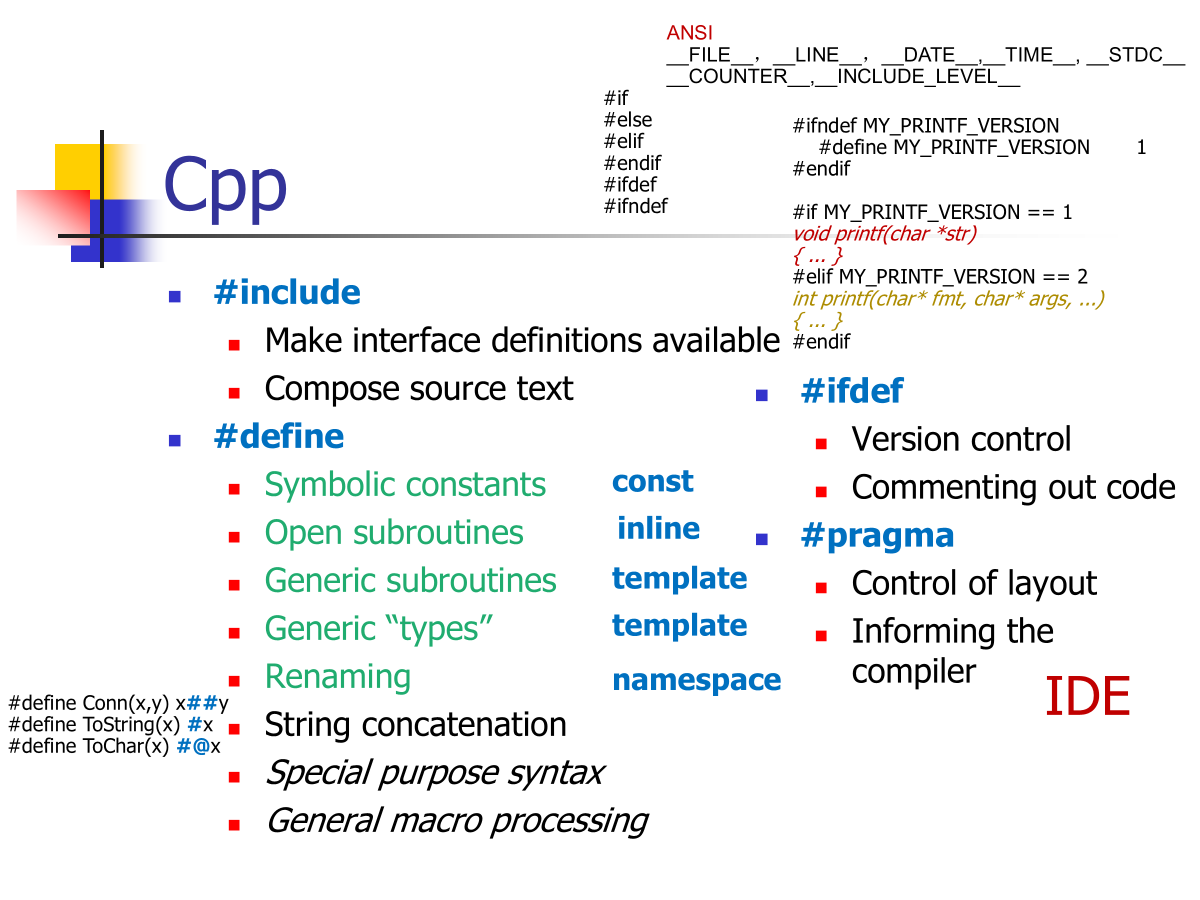 ANSI
__FILE__,  __LINE__,  __DATE__,__TIME__, __STDC__
__COUNTER__,__INCLUDE_LEVEL__
#if
#else
#elif
#endif
#ifdef
#ifndef
#ifndef MY_PRINTF_VERSION
#define MY_PRINTF_VERSION 1
#endif
#if MY_PRINTF_VERSION == 1
void printf(char *str)
{ ... }
#elif MY_PRINTF_VERSION == 2
int printf(char* fmt, char* args, ...)
{ ... }
#endif
Cpp
#include
Make interface definitions available
Compose source text
#define
Symbolic constants const
Open subroutines inline
Generic subroutines template
Generic “types” template
Renaming namespace
String concatenation
Special purpose syntax
General macro processing
#define Conn(x,y) x##y
#define ToString(x) #x
#define ToChar(x) #@x
#ifdef
Version control
Commenting out code
#pragma
Control of layout
Informing the
compiler
IDE